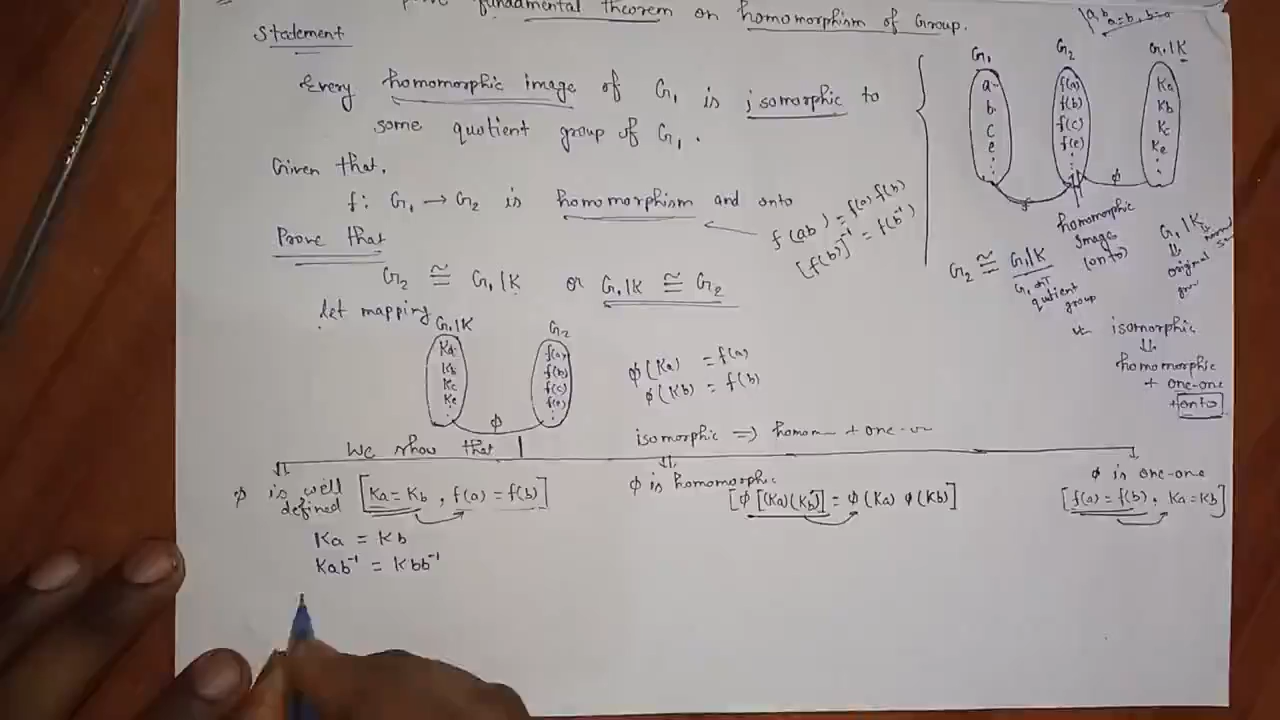 fundamental theorem on homomorphism of Group.
Statement
Every homomorphic image of G₁ is isomorphic to
some quotient group of G₁.
Given that,
f: G₁ → G₂ is homomorphism and onto
f(ab) = f(a) f(b)
[f(b)]⁻¹ = f(b⁻¹)
Prove that
G₂ ≅ G₁|K or G₁|K ≅ G₂
let mapping
G₁|K G₂
Ka f(a)
Kb f(b)
Kc f(c)
Ke f(e)
⋮ ⋮
ϕ
ϕ(Ka) = f(a)
ϕ(Kb) = f(b)
G₁ G₂ G₁|K
a f(a) Ka
b f(b) Kb
c f(c) Kc
e f(e) Ke
⋮ ⋮ ⋮
f ϕ
homomorphic
image
(onto)
G₁|K
⇓
original
G₂ ≅ G₁|K
quotient
group
isomorphic
⇓
homomorphic
+ one-one
+ onto
isomorphic ⇒ homom + one-
We show that
ϕ is well defined [Ka = Kb , f(a) = f(b)]
Ka = Kb
Kab⁻¹ = Kbb⁻¹
ϕ is homomorphic
[ϕ[(Ka)(Kb)] = ϕ(Ka) ϕ(Kb)]
ϕ is one-one
[f(a) = f(b), Ka = Kb]